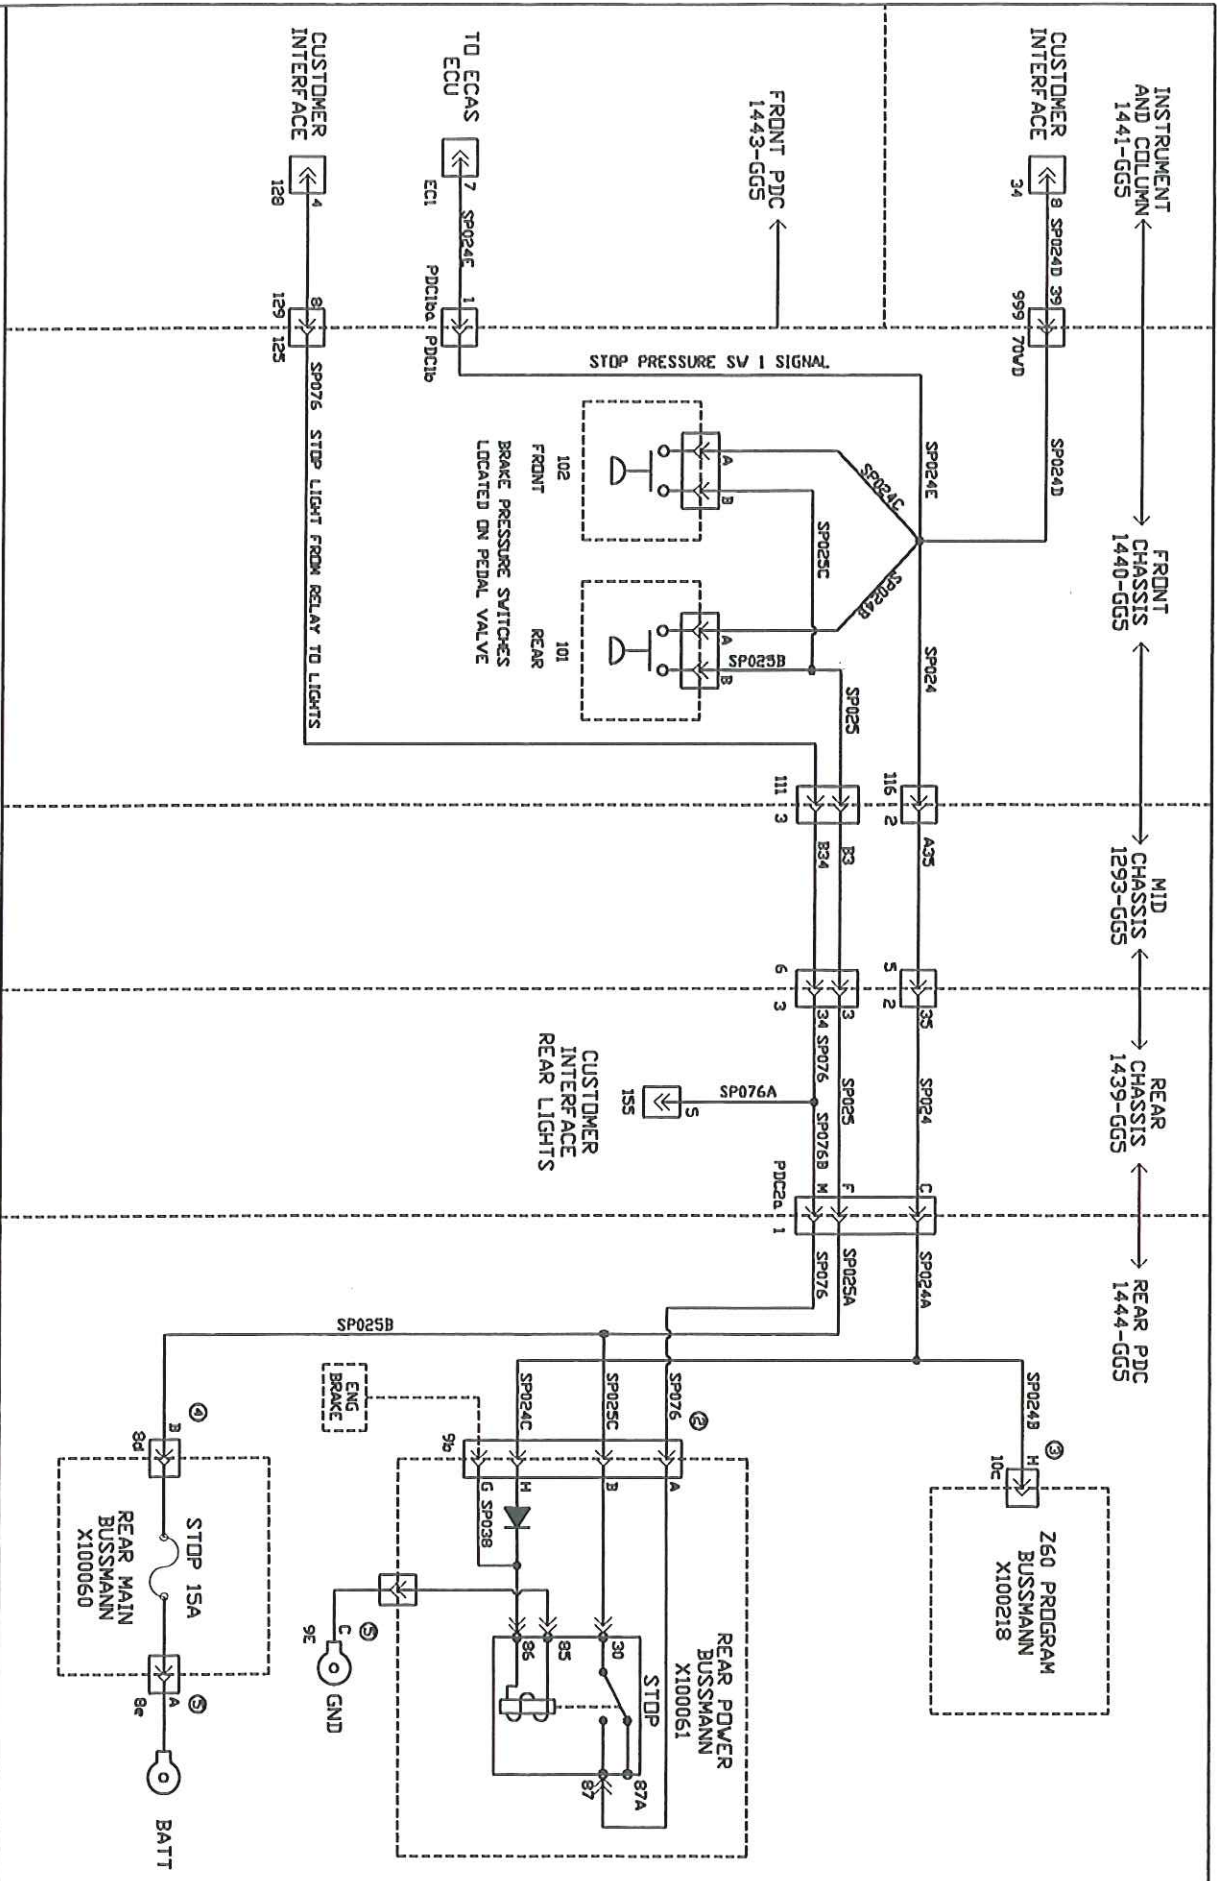 INSTRUMENT
AND COLUMN
1441-GG5
FRONT
CHASSIS
1440-GG5
MID
CHASSIS
1293-GG5
REAR
CHASSIS
1439-GG5
REAR PDC
1444-GG5
CUSTOMER
INTERFACE
8
34
SP024D
39
999
70WD
SP024D
FRONT PDC
1443-GG5
TO ECAS
ECU
7
EC1
SP024E
1
PDC1ba
PDC1b
STOP PRESSURE SW 1 SIGNAL
SP024E
SP024
SP024C
SP024B
SP025C
SP025B
SP025
A
B
A
B
102
FRONT
101
REAR
BRAKE PRESSURE SWITCHES
LOCATED ON PEDAL VALVE
CUSTOMER
INTERFACE
4
128
8
129
125
SP076 STOP LIGHT FROM RELAY TO LIGHTS
116
2
A35
111
3
B3
B34
5
2
35
6
3
3
34
SP024
SP025
SP076
SP076A
SP076B
S
155
CUSTOMER
INTERFACE
REAR LIGHTS
C
F
M
PDC2a
1
SP024A
SP025A
SP076
SP024B
3
H
10c
Z60 PROGRAM
BUSSMANN
X100218
SP025B
SP076
SP025C
SP024C
2
9b
A
B
H
G
SP038
ENG
BRAKE
REAR POWER
BUSSMANN
X100061
STOP
30
85
86
87A
87
5
C
9E
GND
4
B
8d
STOP 15A
REAR MAIN
BUSSMANN
X100060
5
A
8e
BATT